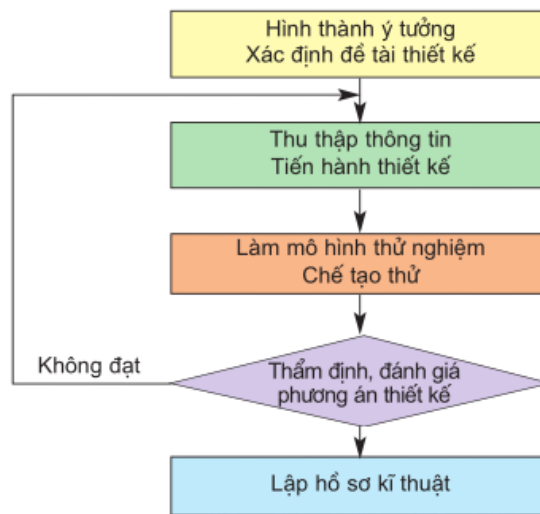 Hình thành ý tưởng
Xác định đề tài thiết kế
Thu thập thông tin
Tiến hành thiết kế
Làm mô hình thử nghiệm
Chế tạo thử
Không đạt
Thẩm định, đánh giá
phương án thiết kế
Lập hồ sơ kĩ thuật